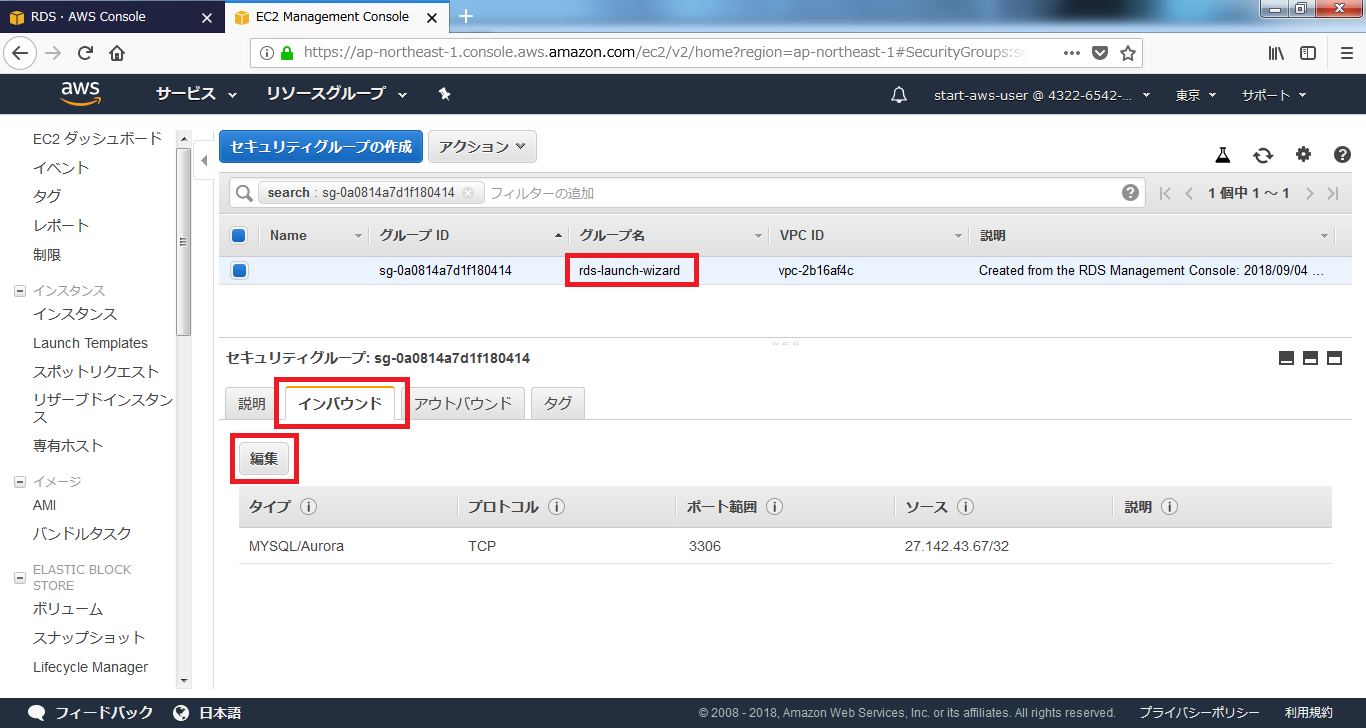 RDS · AWS Console
EC2 Management Console
https://ap-northeast-1.console.aws.amazon.com/ec2/v2/home?region=ap-northeast-1#SecurityGroups:se
aws
サービス
リソースグループ
start-aws-user @ 4322-6542-...
東京
サポート
EC2 ダッシュボード
イベント
タグ
レポート
制限
インスタンス
インスタンス
Launch Templates
スポットリクエスト
リザーブドインスタン
ス
専有ホスト
イメージ
AMI
バンドルタスク
ELASTIC BLOCK
STORE
ボリューム
スナップショット
Lifecycle Manager
セキュリティグループの作成
アクション
search : sg-0a0814a7d1f180414
フィルターの追加
1 個中 1 ～ 1
Name
グループ ID
グループ名
VPC ID
説明
sg-0a0814a7d1f180414
rds-launch-wizard
vpc-2b16af4c
Created from the RDS Management Console: 2018/09/04 ...
セキュリティグループ: sg-0a0814a7d1f180414
説明
インバウンド
アウトバウンド
タグ
編集
タイプ
プロトコル
ポート範囲
ソース
説明
MYSQL/Aurora
TCP
3306
27.142.43.67/32
フィードバック
日本語
© 2008 - 2018, Amazon Web Services, Inc. or its affiliates. All rights reserved.
プライバシーポリシー
利用規約